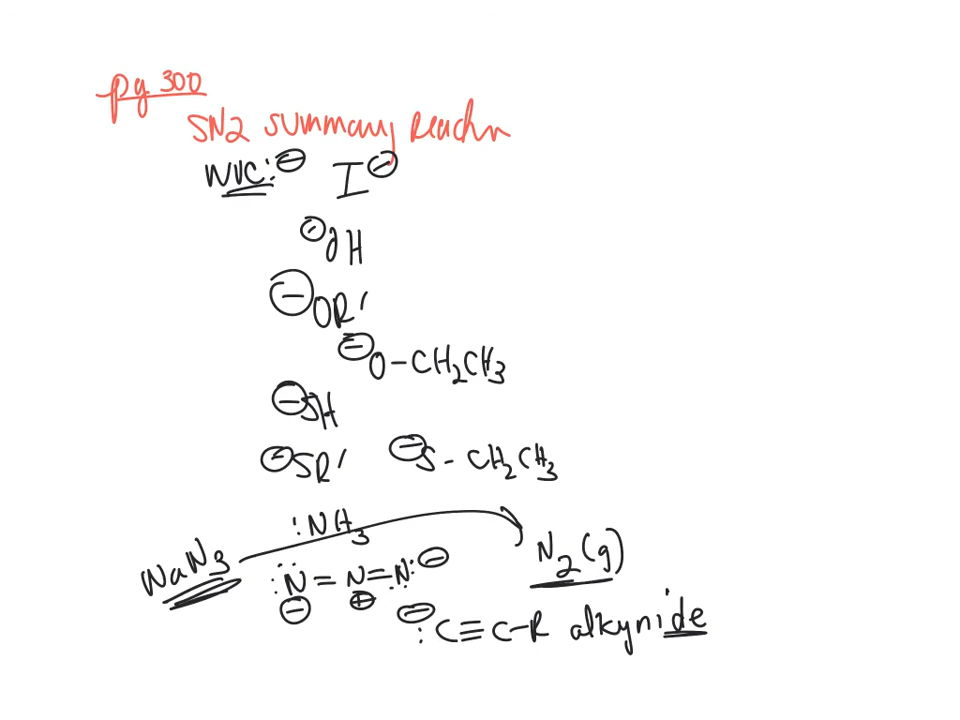 pg 300
SN2 summary reactn
NUC:⊖ I⊖
⊖OH
⊖OR'
⊖O-CH₂CH₃
⊖SH
⊖SR' ⊖S-CH₂CH₃
:NH₃
NaN₃ N₂(g)
:N̈=N=N̈:⊖
⊖ ⊕
⊖:C≡C-R alkynide